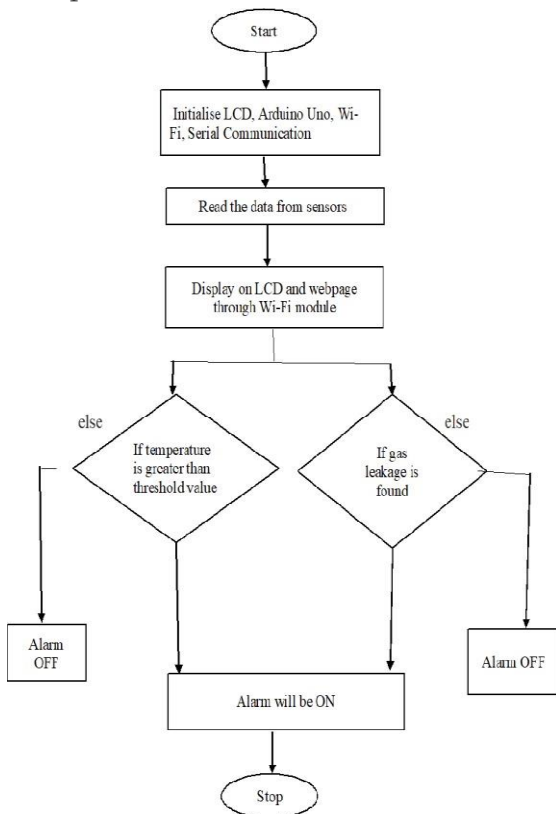 Start
Initialise LCD, Arduino Uno, Wi-
Fi, Serial Communication
Read the data from sensors
Display on LCD and webpage
through Wi-Fi module
else
If temperature
is greater than
threshold value
If gas
leakage is
found
else
Alarm
OFF
Alarm OFF
Alarm will be ON
Stop